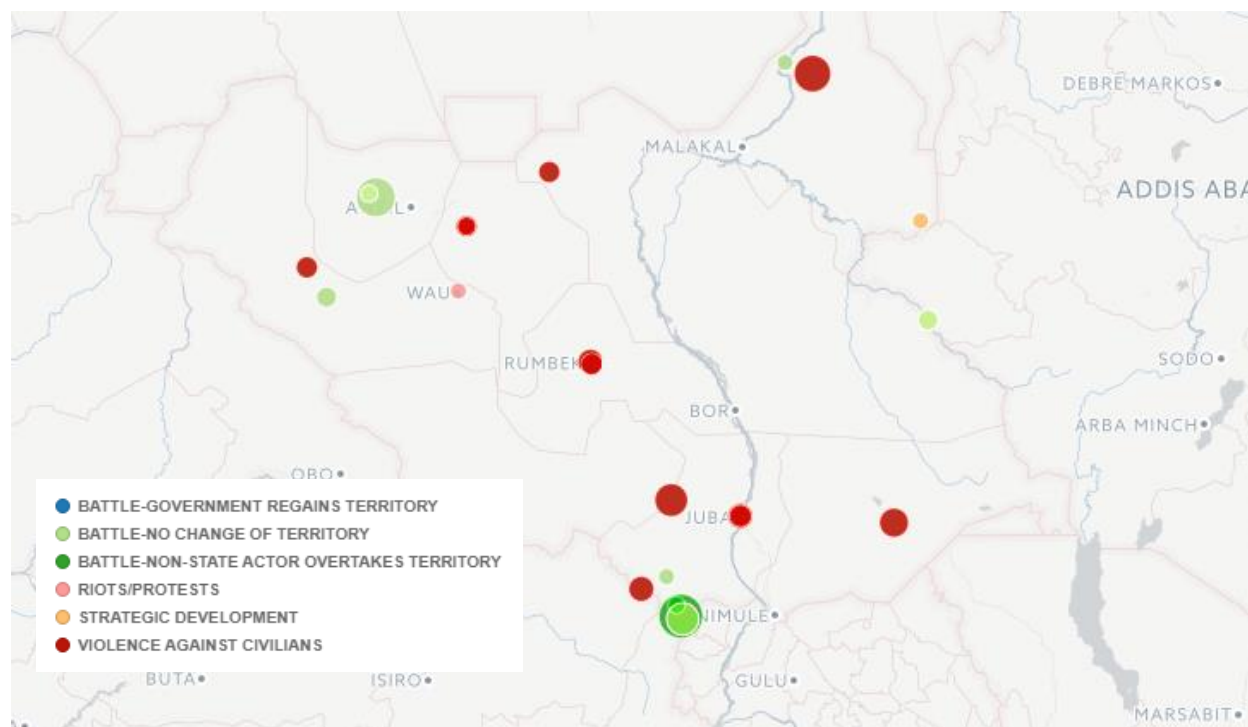 DEBRE MARKOS
MALAKAL
ADDIS ABA
WAU
RUMBEK
SODO
BOR
ARBA MINCH
OBO
BATTLE-GOVERNMENT REGAINS TERRITORY
BATTLE-NO CHANGE OF TERRITORY
JUBA
BATTLE-NON-STATE ACTOR OVERTAKES TERRITORY
RIOTS/PROTESTS
STRATEGIC DEVELOPMENT
NIMULE
VIOLENCE AGAINST CIVILIANS
BUTA
ISIRO
GULU
MARSABIT